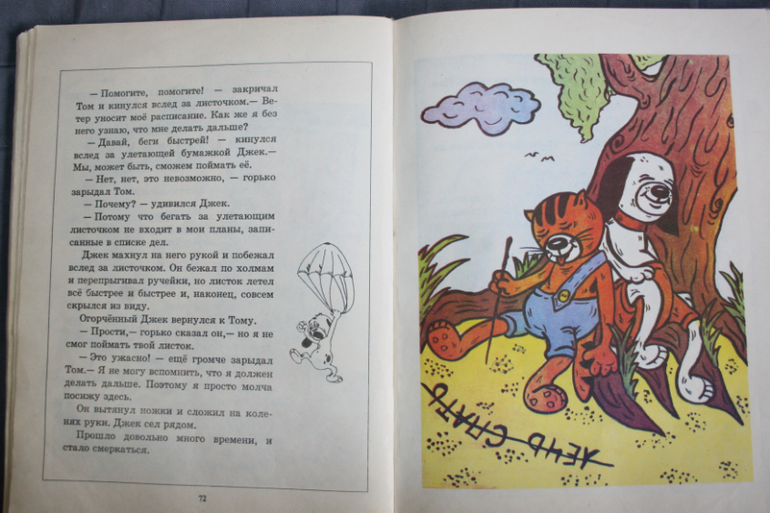 — Помогите, помогите! — закричал
Том и кинулся вслед за листочком.— Ве-
тер уносит моё расписание. Как же я без
него узнаю, что мне делать дальше?
— Давай, беги быстрей! — кинулся
вслед за улетающей бумажкой Джек.—
Мы, может быть, сможем поймать её.
— Нет, нет, это невозможно, — горько
зарыдал Том.
— Почему? — удивился Джек.
— Потому что бегать за улетающим
листочком не входит в мои планы, запи-
санные в списке дел.
Джек махнул на него рукой и побежал
вслед за листочком. Он бежал по холмам
и перепрыгивал ручейки, но листок летел
всё быстрее и быстрее и, наконец, совсем
скрылся из виду.
Огорчённый Джек вернулся к Тому.
— Прости,— горько сказал он,— но я не
смог поймать твой листок.
— Это ужасно! — ещё громче зарыдал
Том.— Я не могу вспомнить, что я должен
делать дальше. Поэтому я просто молча
посижу здесь.
Он вытянул ножки и сложил на коле-
нях руки. Джек сел рядом.
Прошло довольно много времени, и
стало смеркаться.
72
ЛЕЧЬ СПАТЬ